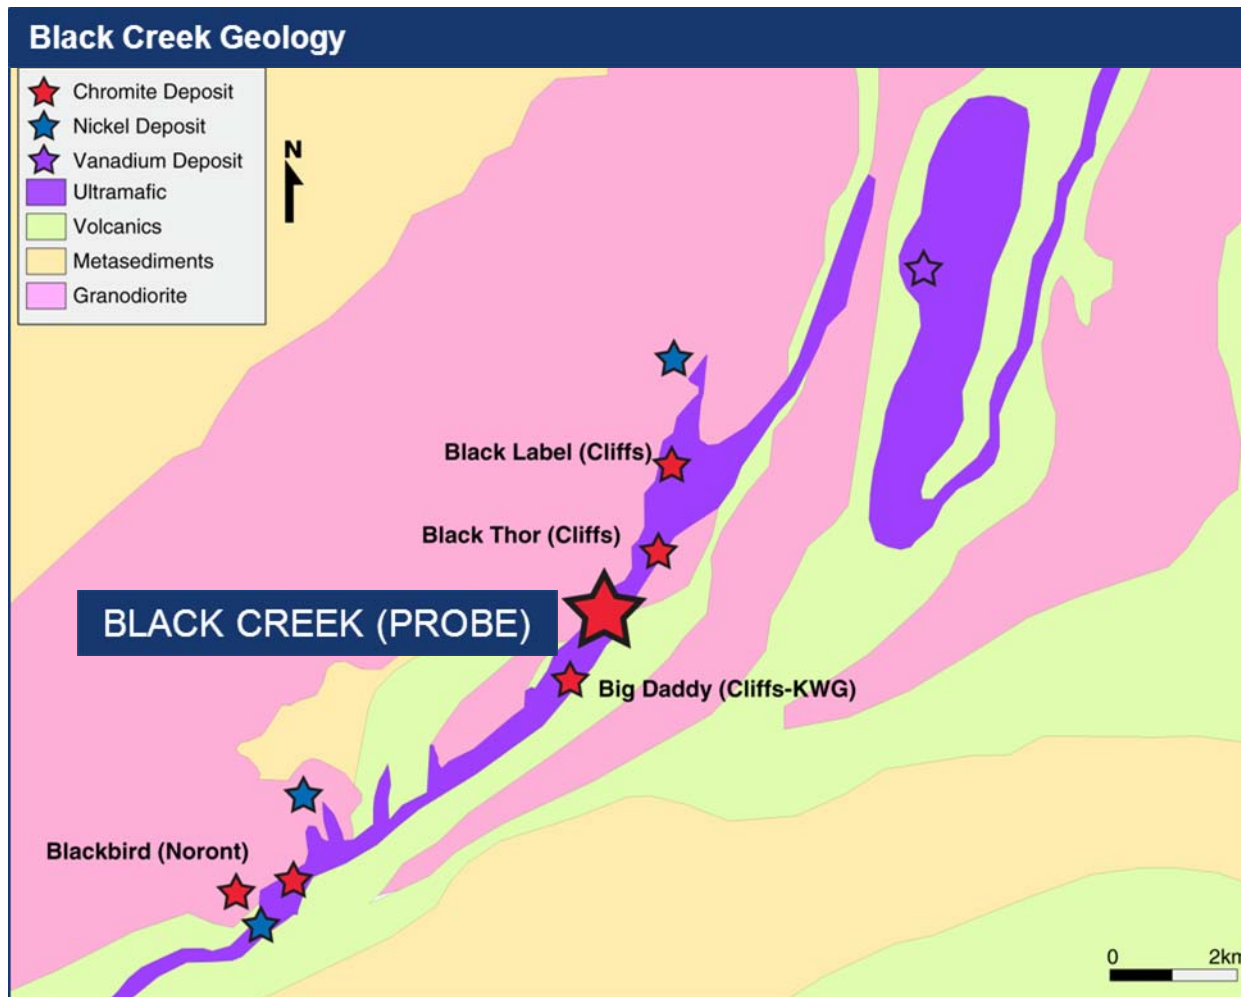 Black Creek Geology
Chromite Deposit
Nickel Deposit
Vanadium Deposit
Ultramafic
Volcanics
Metasediments
Granodiorite
N
Black Label (Cliffs)
Black Thor (Cliffs)
BLACK CREEK (PROBE)
Big Daddy (Cliffs-KWG)
Blackbird (Noront)
0 2km